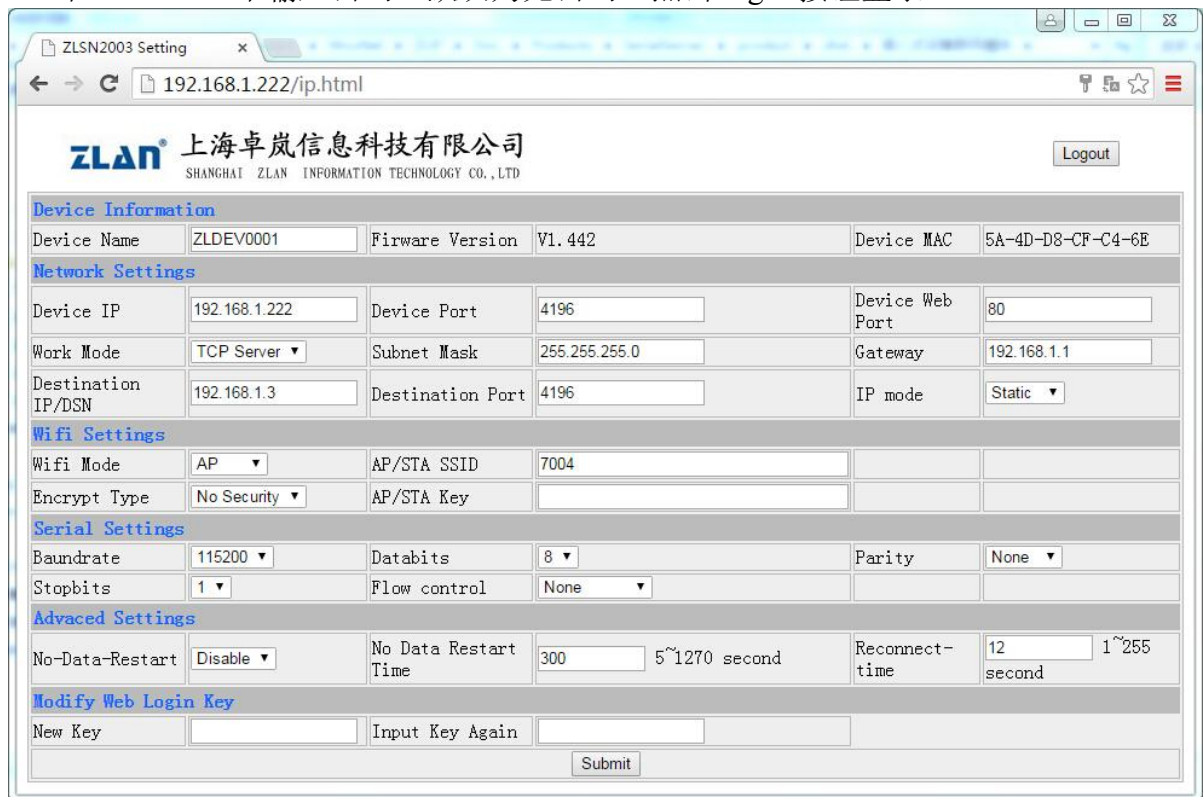 ZLSN2003 Setting
192.168.1.222/ip.html
ZLAN® 上海卓岚信息科技有限公司
SHANGHAI ZLAN INFORMATION TECHNOLOGY CO.,LTD
Logout
Device Information
Device Name ZLDEV0001 Firware Version V1.442 Device MAC 5A-4D-D8-CF-C4-6E
Network Settings
Device IP 192.168.1.222 Device Port 4196 Device Web Port 80
Work Mode TCP Server Subnet Mask 255.255.255.0 Gateway 192.168.1.1
Destination IP/DSN 192.168.1.3 Destination Port 4196 IP mode Static
Wifi Settings
Wifi Mode AP AP/STA SSID 7004
Encrypt Type No Security AP/STA Key
Serial Settings
Baundrate 115200 Databits 8 Parity None
Stopbits 1 Flow control None
Advaced Settings
No-Data-Restart Disable No Data Restart Time 300 5~1270 second Reconnect-time 12 1~255 second
Modify Web Login Key
New Key Input Key Again
Submit